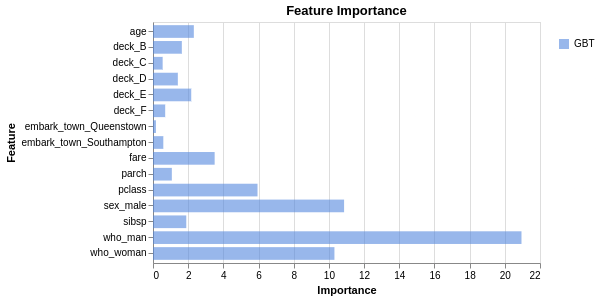 Feature Importance
GBT
Feature
age
deck_B
deck_C
deck_D
deck_E
deck_F
embark_town_Queenstown
embark_town_Southampton
fare
parch
pclass
sex_male
sibsp
who_man
who_woman
0 2 4 6 8 10 12 14 16 18 20 22
Importance